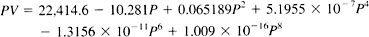 PV = 22,414.6 − 10.281P + 0.065189P² + 5.1955 × 10⁻⁷P⁴
− 1.3156 × 10⁻¹¹P⁶ + 1.009 × 10⁻¹⁶P⁸